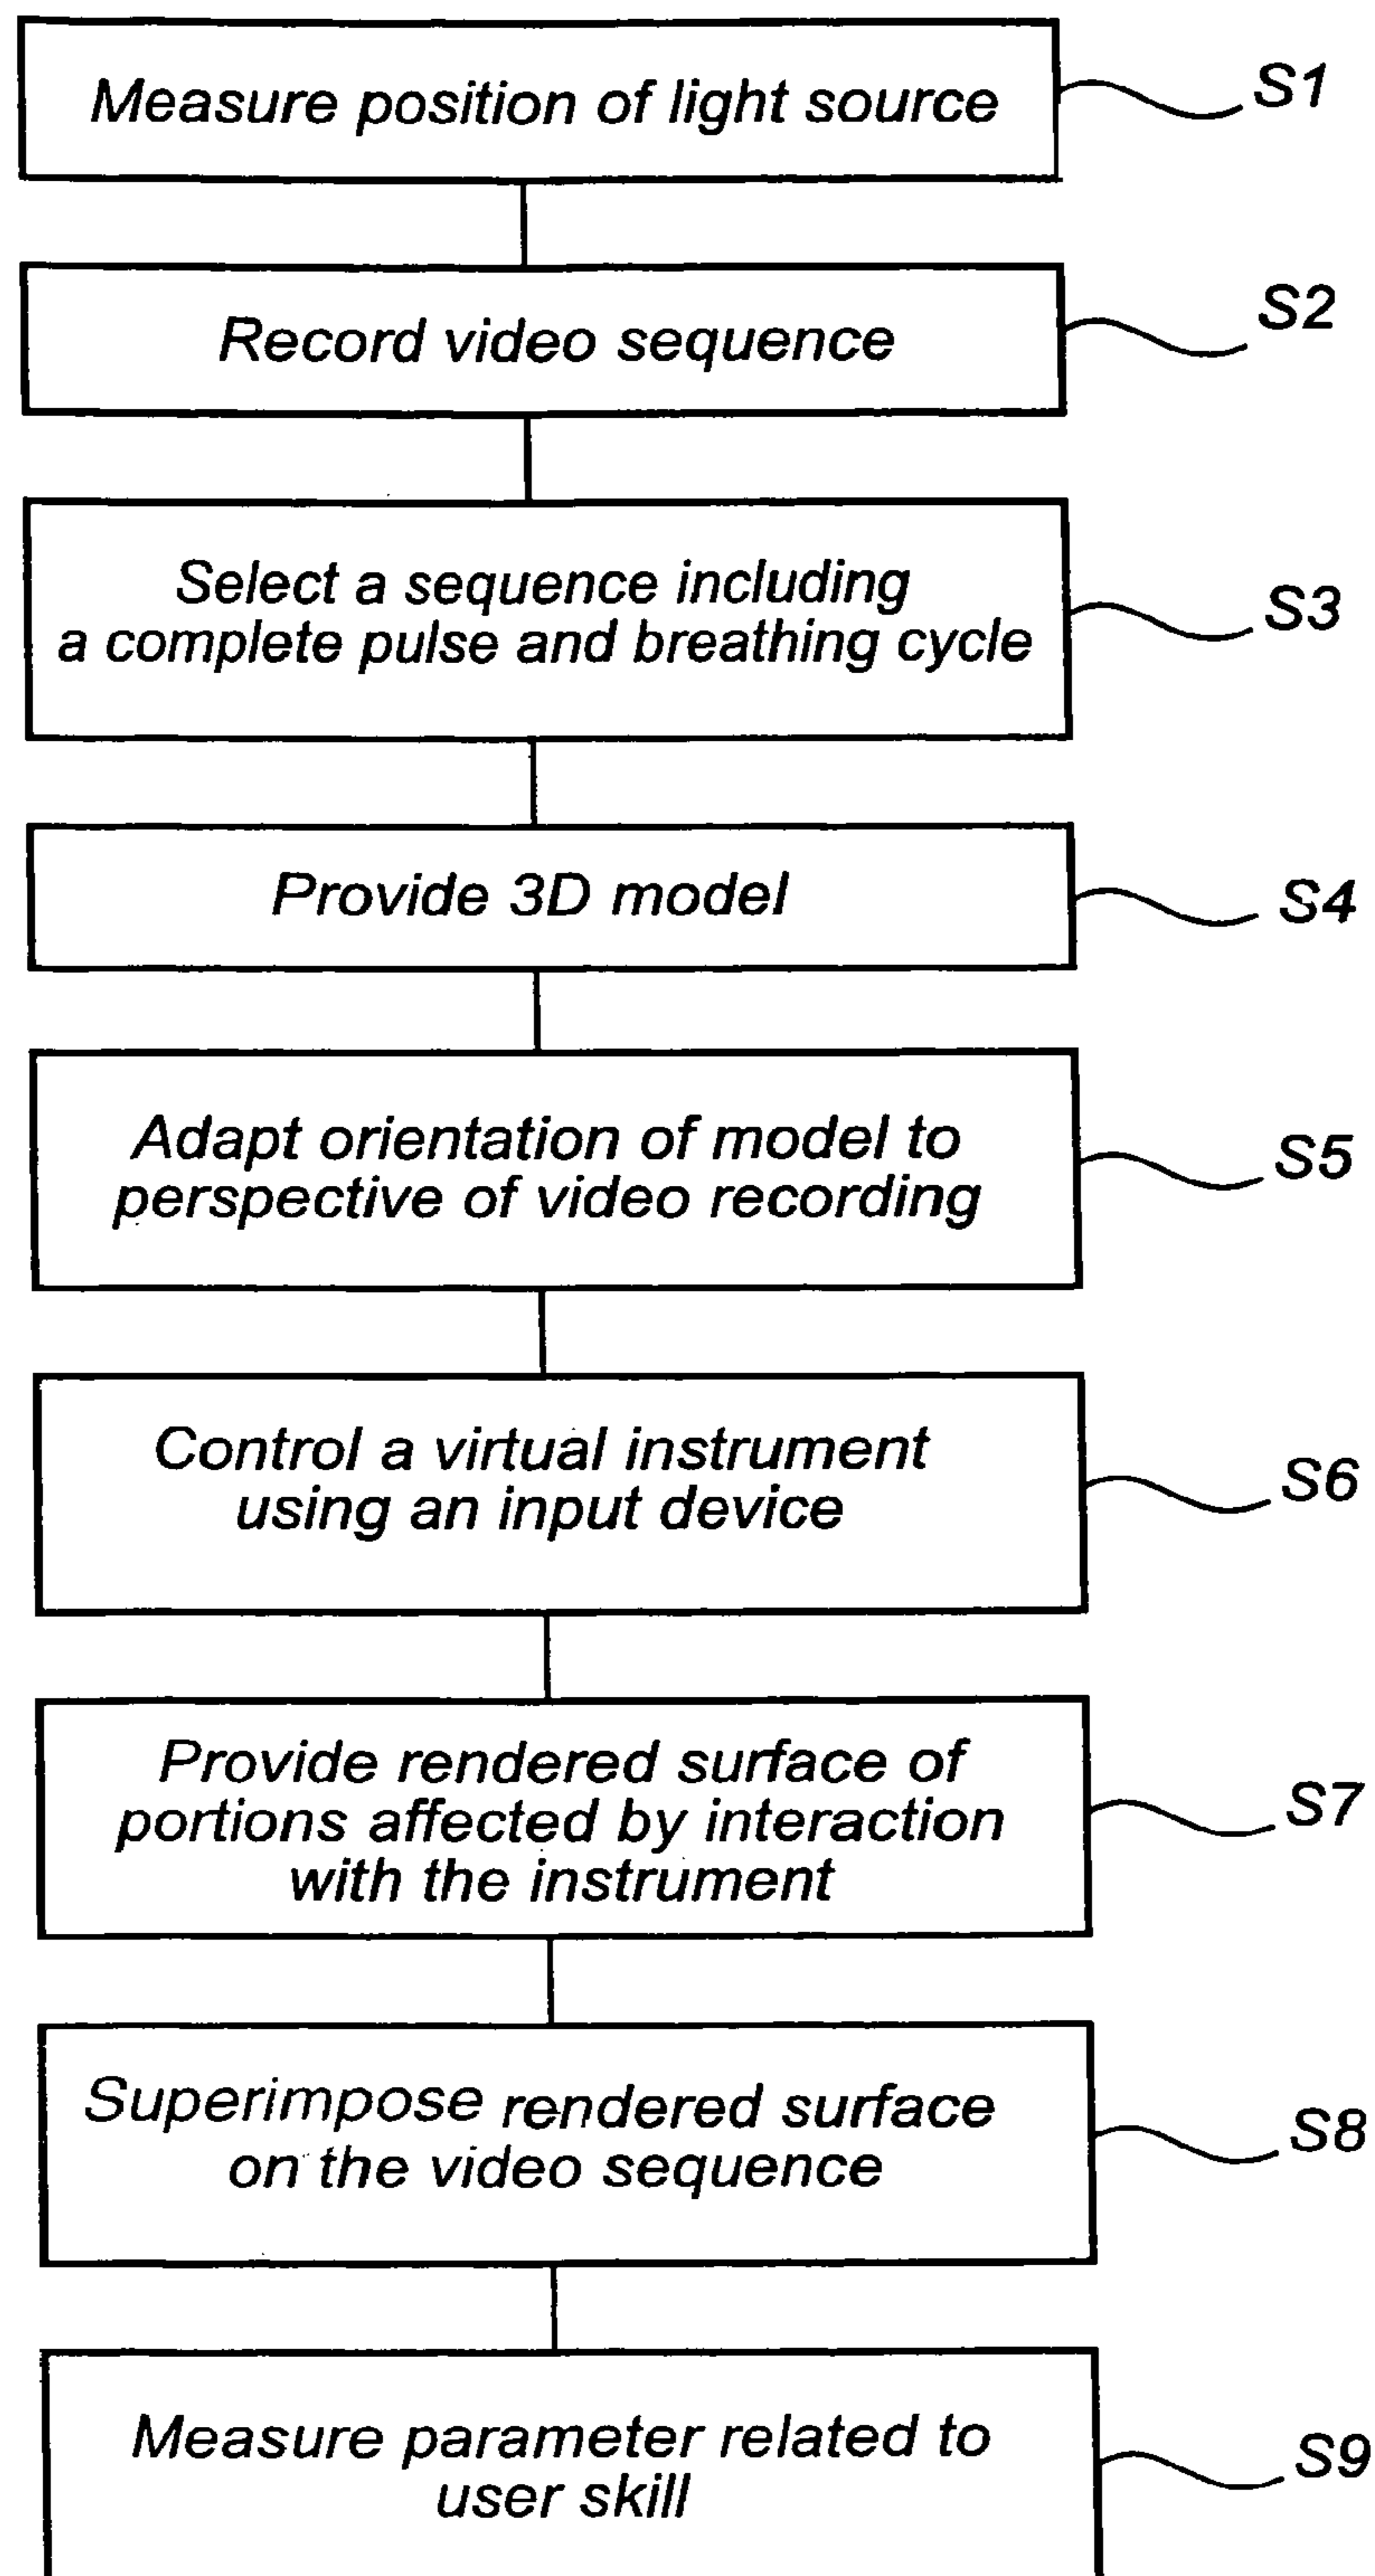 Measure position of light source
S1
Record video sequence
S2
Select a sequence including
a complete pulse and breathing cycle
S3
Provide 3D model
S4
Adapt orientation of model to
perspective of video recording
S5
Control a virtual instrument
using an input device
S6
Provide rendered surface of
portions affected by interaction
with the instrument
S7
Superimpose rendered surface
on the video sequence
S8
Measure parameter related to
user skill
S9